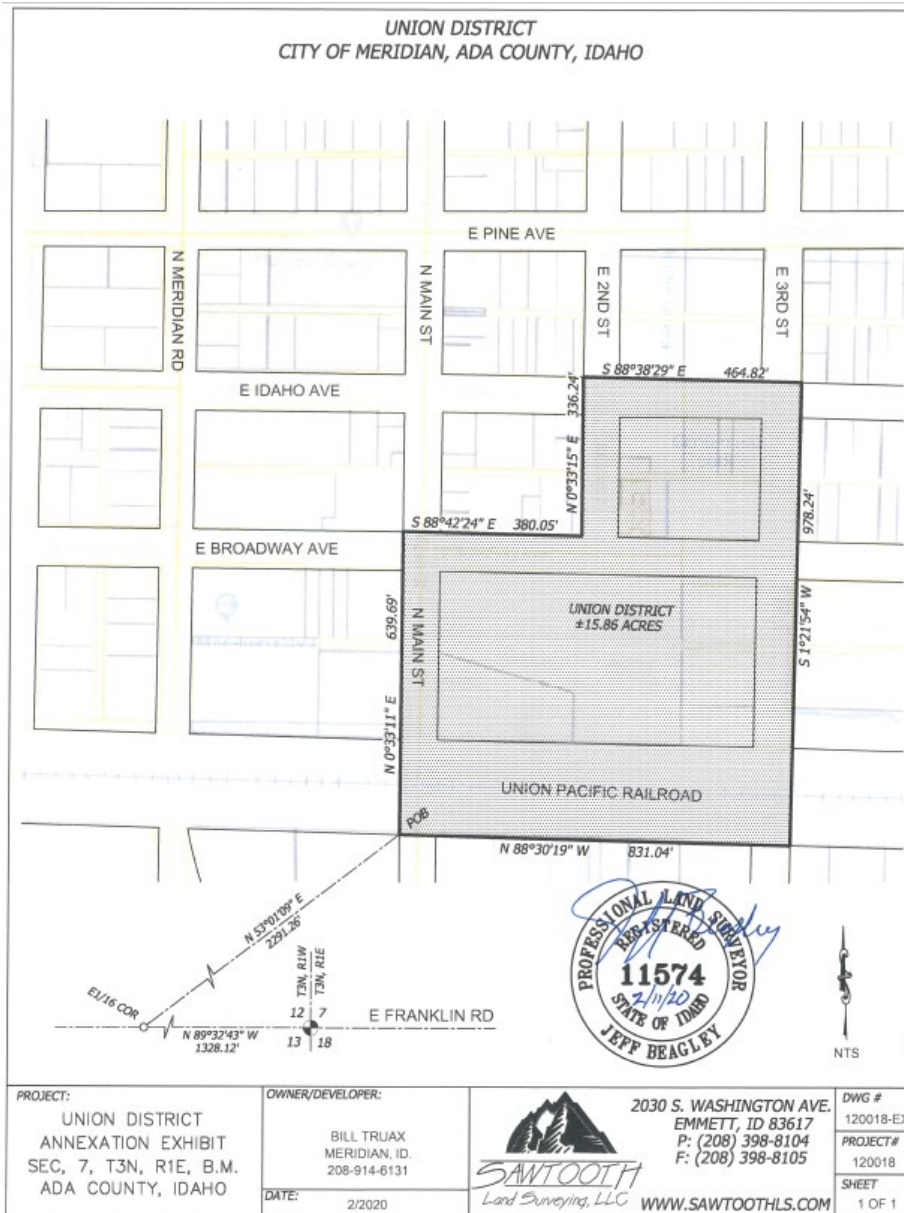 UNION DISTRICT
CITY OF MERIDIAN, ADA COUNTY, IDAHO
E PINE AVE
N MERIDIAN RD
N MAIN ST
E 2ND ST
E 3RD ST
S 88°38'29" E 464.82'
E IDAHO AVE
336.24'
N 0°33'15" E
S 88°42'24" E 380.05'
978.24'
E BROADWAY AVE
639.69'
N MAIN ST
UNION DISTRICT
±15.86 ACRES
S 1°21'54" W
N 0°33'11" E
UNION PACIFIC RAILROAD
POB
N 88°30'19" W 831.04'
N 53°01'09" E
2291.26'
E1/16 COR
T3N, R1W
T3N, R1E
12 7
13 18
E FRANKLIN RD
N 89°32'43" W
1328.12'
PROFESSIONAL LAND SURVEYOR
REGISTERED
11574
2/11/20
STATE OF IDAHO
JEFF BEAGLEY
NTS
PROJECT:
UNION DISTRICT
ANNEXATION EXHIBIT
SEC, 7, T3N, R1E, B.M.
ADA COUNTY, IDAHO
OWNER/DEVELOPER:
BILL TRUAX
MERIDIAN, ID.
208-914-6131
DATE:
2/2020
SAWTOOTH
Land Surveying, LLC
2030 S. WASHINGTON AVE.
EMMETT, ID 83617
P: (208) 398-8104
F: (208) 398-8105
WWW.SAWTOOTHLS.COM
DWG #
120018-EX
PROJECT#
120018
SHEET
1 OF 1